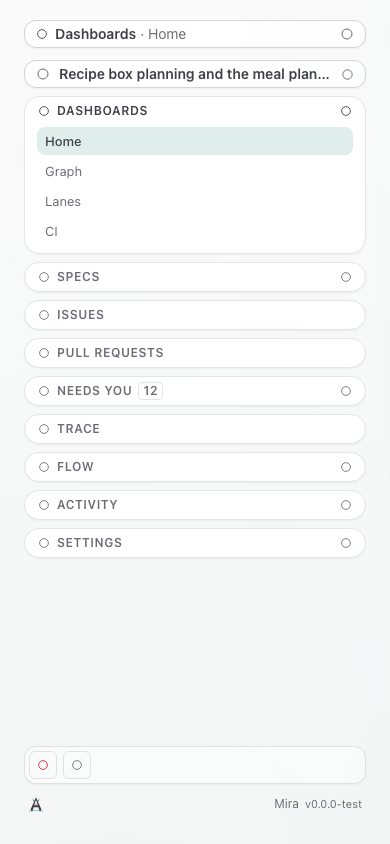 Dashboards · Home
Recipe box planning and the meal plan...
DASHBOARDS
Home
Graph
Lanes
CI
SPECS
ISSUES
PULL REQUESTS
NEEDS YOU 12
TRACE
FLOW
ACTIVITY
SETTINGS
Mira v0.0.0-test